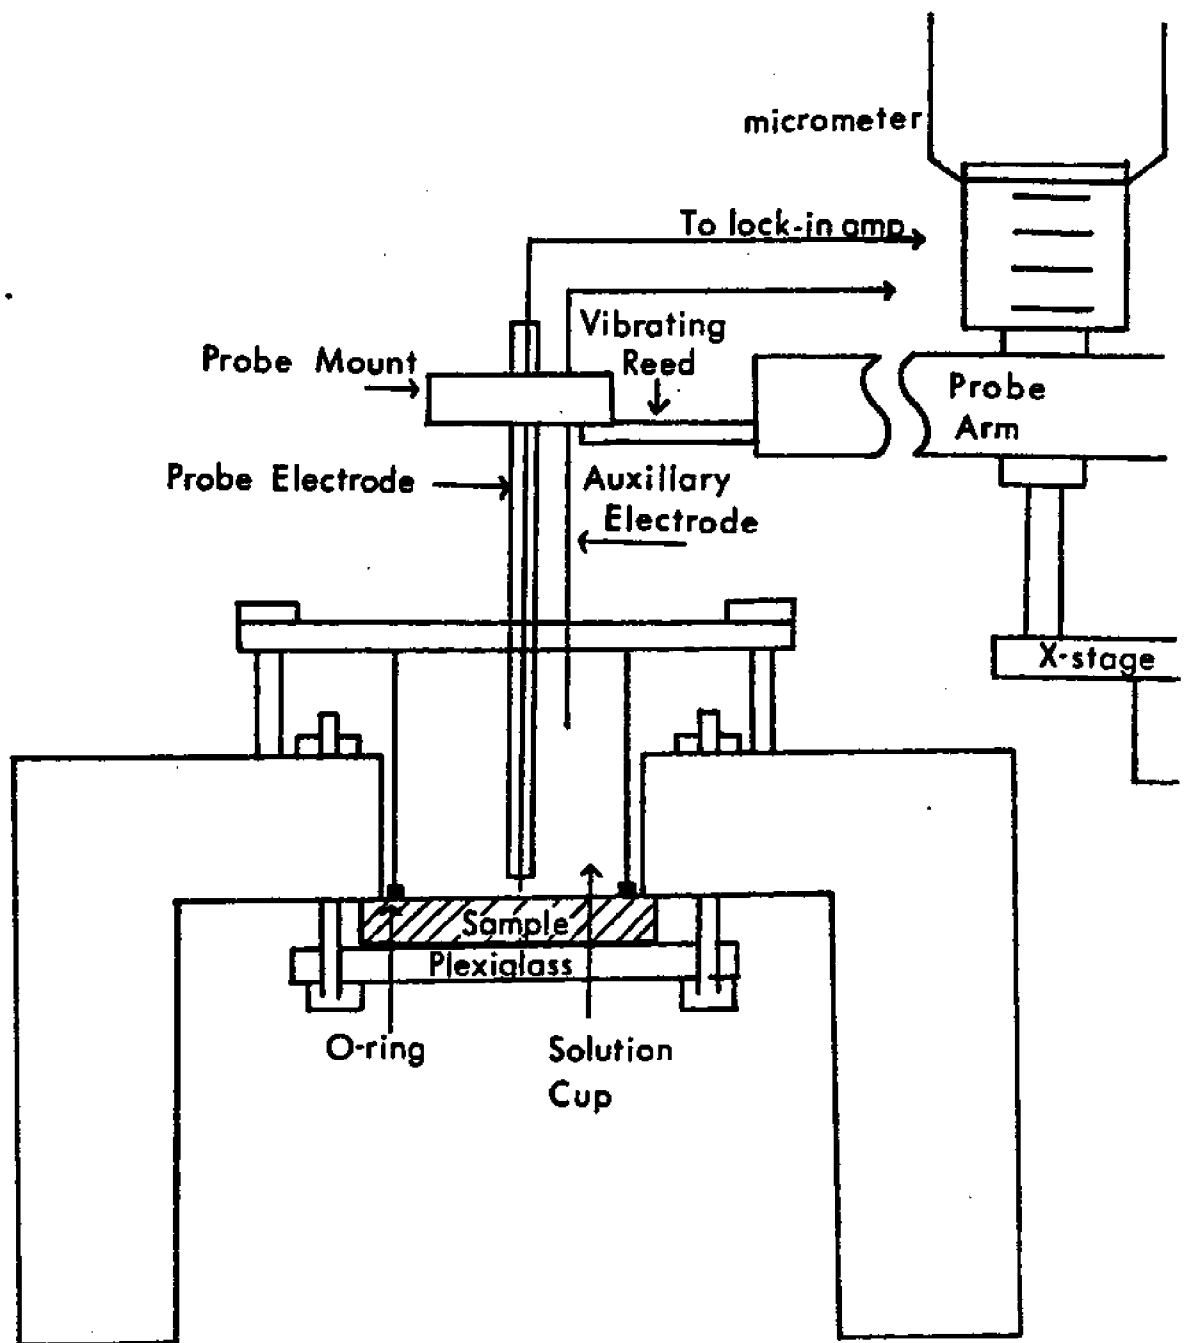 micrometer
To lock-in amp
Vibrating
Reed
Probe Mount
Probe
Arm
Probe Electrode
Auxillary
Electrode
X-stage
Sample
Plexiglass
O-ring
Solution
Cup